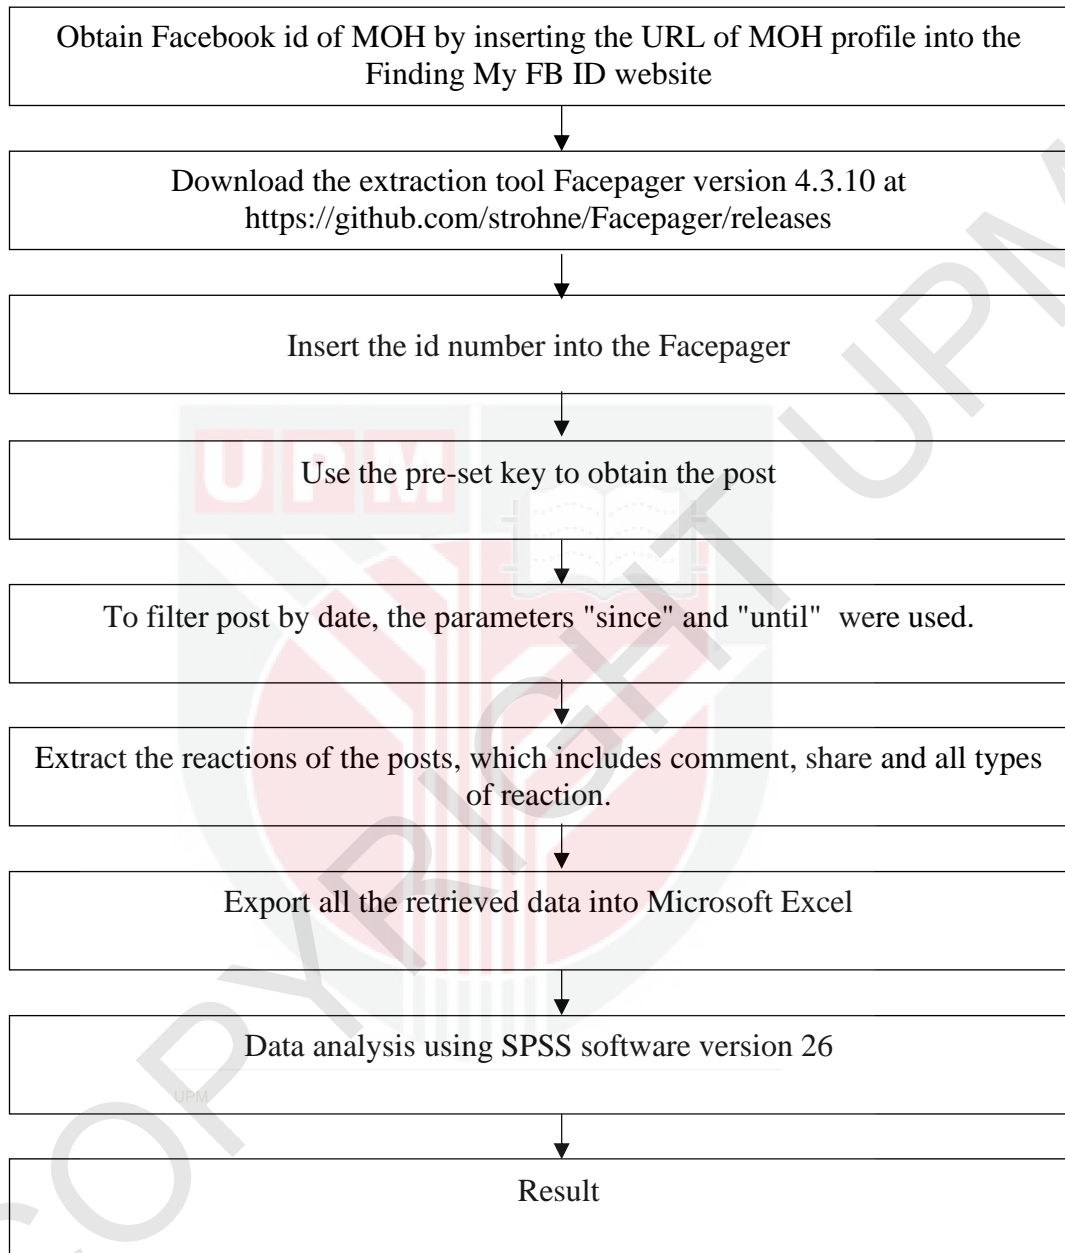 Obtain Facebook id of MOH by inserting the URL of MOH profile into the
Finding My FB ID website
Download the extraction tool Facepager version 4.3.10 at
https://github.com/strohne/Facepager/releases
Insert the id number into the Facepager
Use the pre-set key to obtain the post
To filter post by date, the parameters "since" and "until"  were used.
Extract the reactions of the posts, which includes comment, share and all types
of reaction.
Export all the retrieved data into Microsoft Excel
Data analysis using SPSS software version 26
Result
UPM
UPM
COPYRIGHT UPM